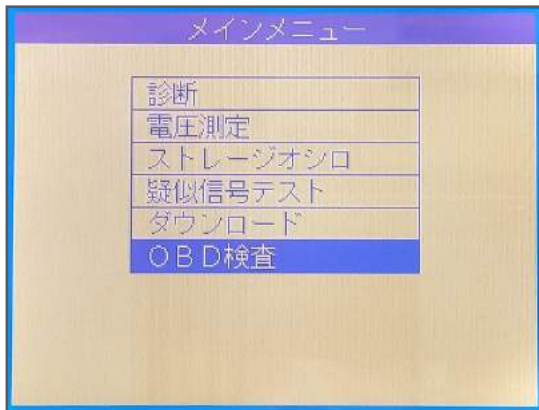 メインメニュー
診断
電圧測定
ストレージオシロ
疑似信号テスト
ダウンロード
ＯＢＤ検査